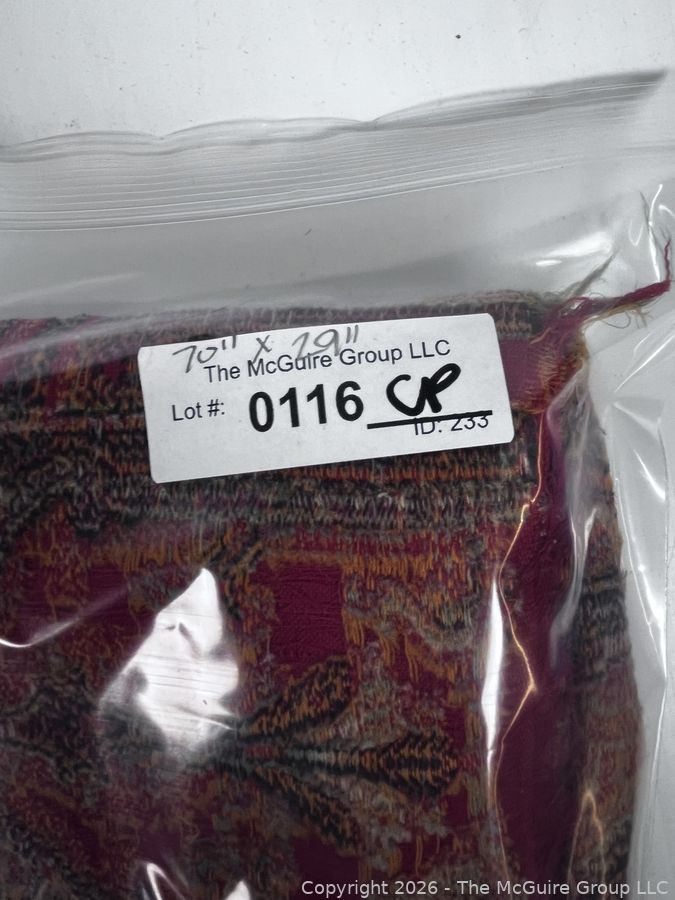 70" x 29"
The McGuire Group LLC
Lot #: 0116 CP
ID: 233
Copyright 2026 - The McGuire Group LLC